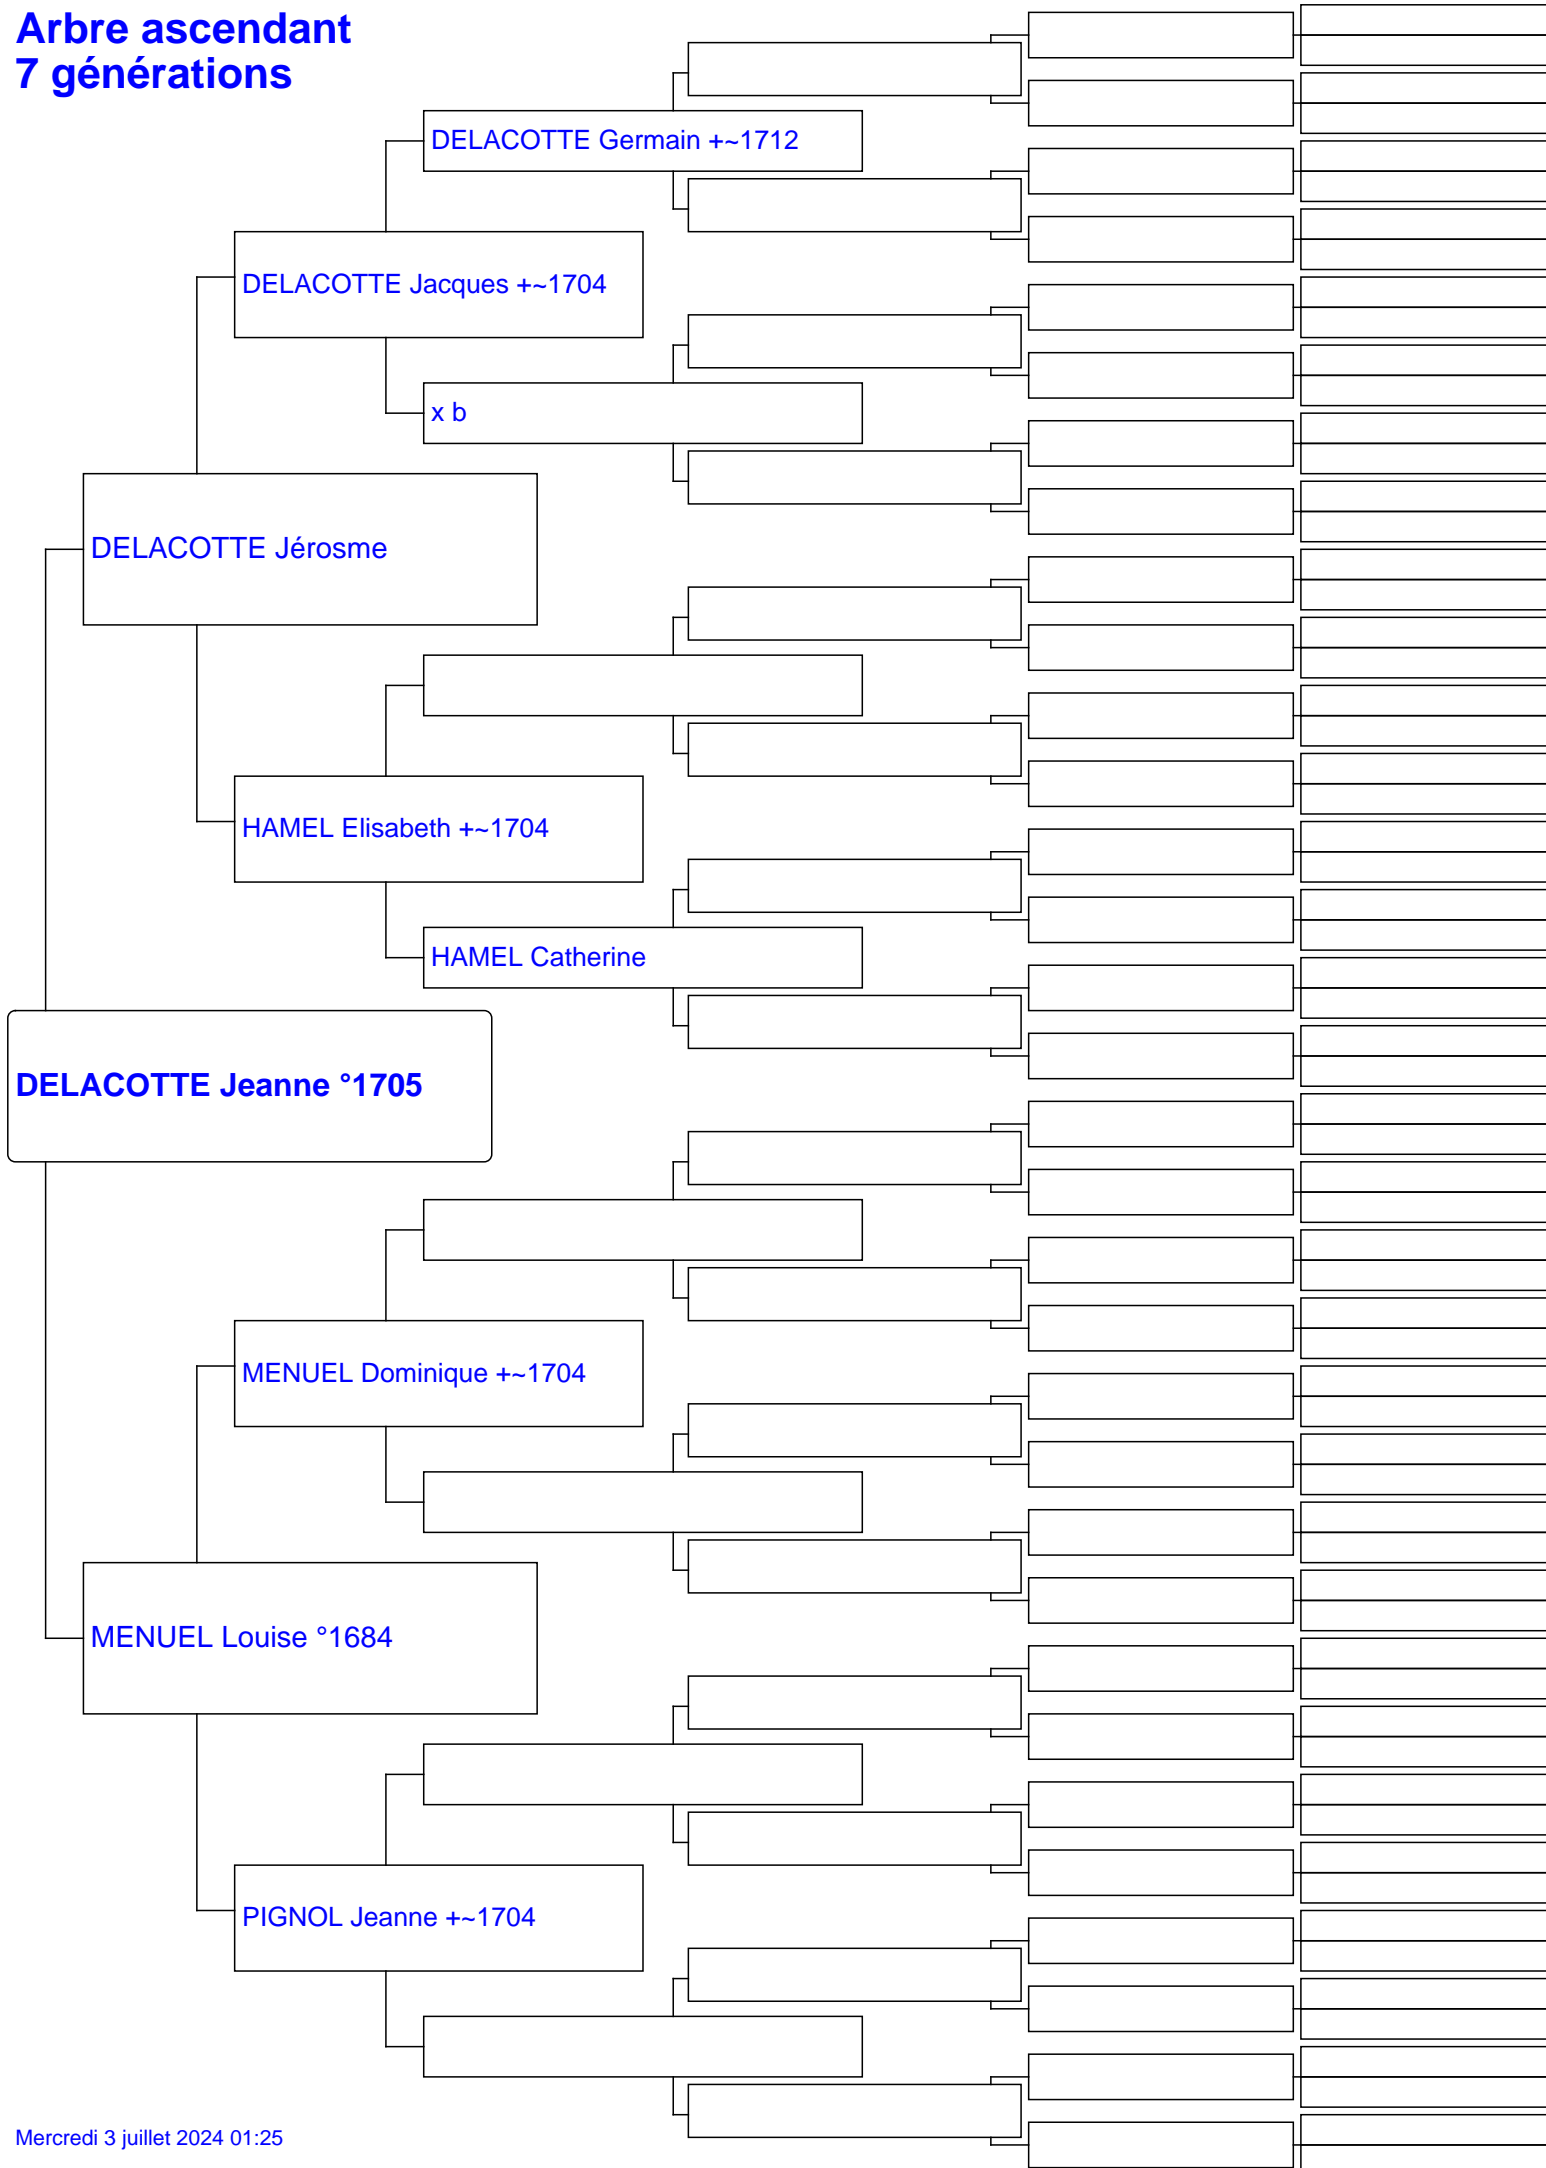 Arbre ascendant
7 générations
DELACOTTE Germain +~1712
DELACOTTE Jacques +~1704
x b
DELACOTTE Jérosme
HAMEL Elisabeth +~1704
HAMEL Catherine
DELACOTTE Jeanne °1705
MENUEL Dominique +~1704
MENUEL Louise °1684
PIGNOL Jeanne +~1704
Mercredi 3 juillet 2024 01:25